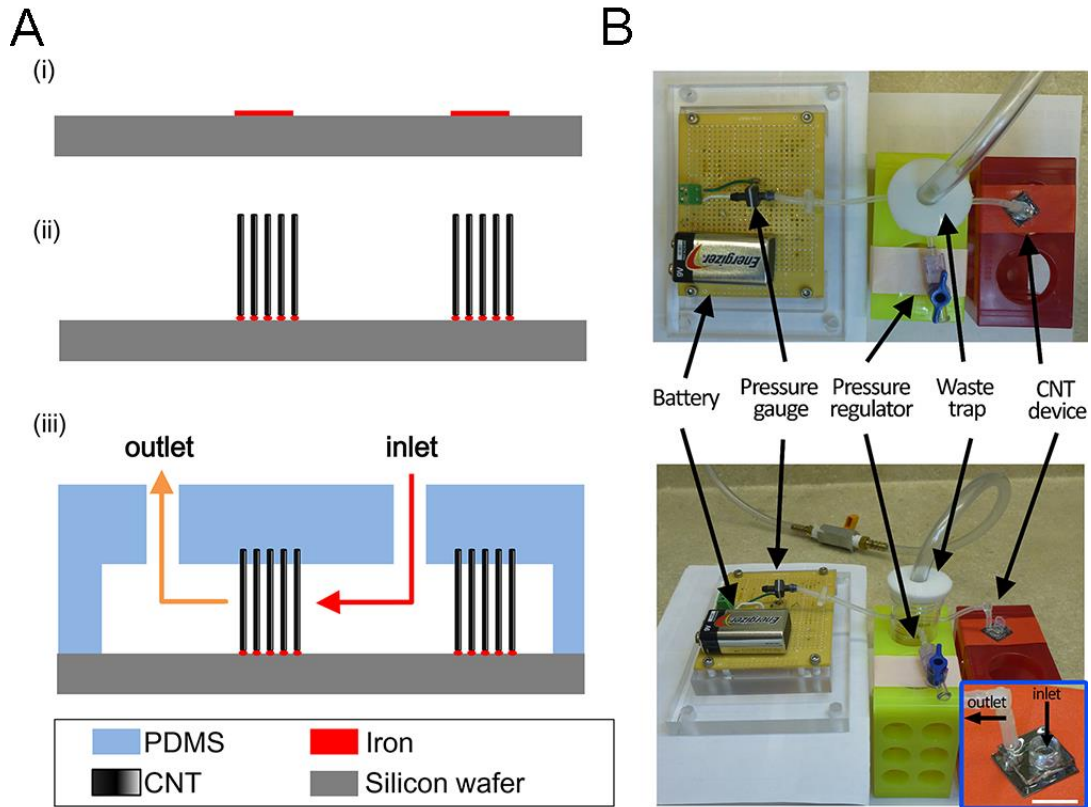 A
(i)
(ii)
(iii)
outlet
inlet
PDMS
Iron
CNT
Silicon wafer
B
Energizer
9V
Battery
Pressure
gauge
Pressure
regulator
Waste
trap
CNT
device
Energizer
outlet
inlet